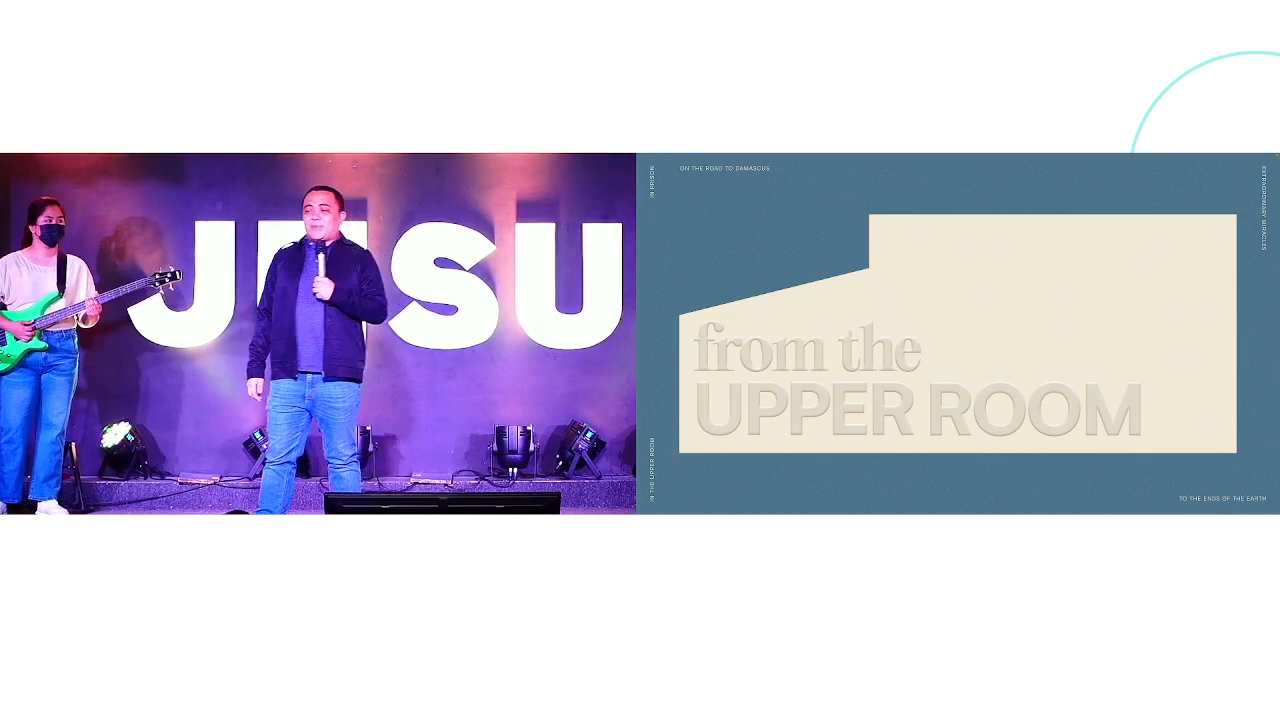 JESU
IN PRISON
ON THE ROAD TO DAMASCUS
EXTRAORDINARY MIRACLES
from the
UPPER ROOM
IN THE UPPER ROOM
TO THE ENDS OF THE EARTH